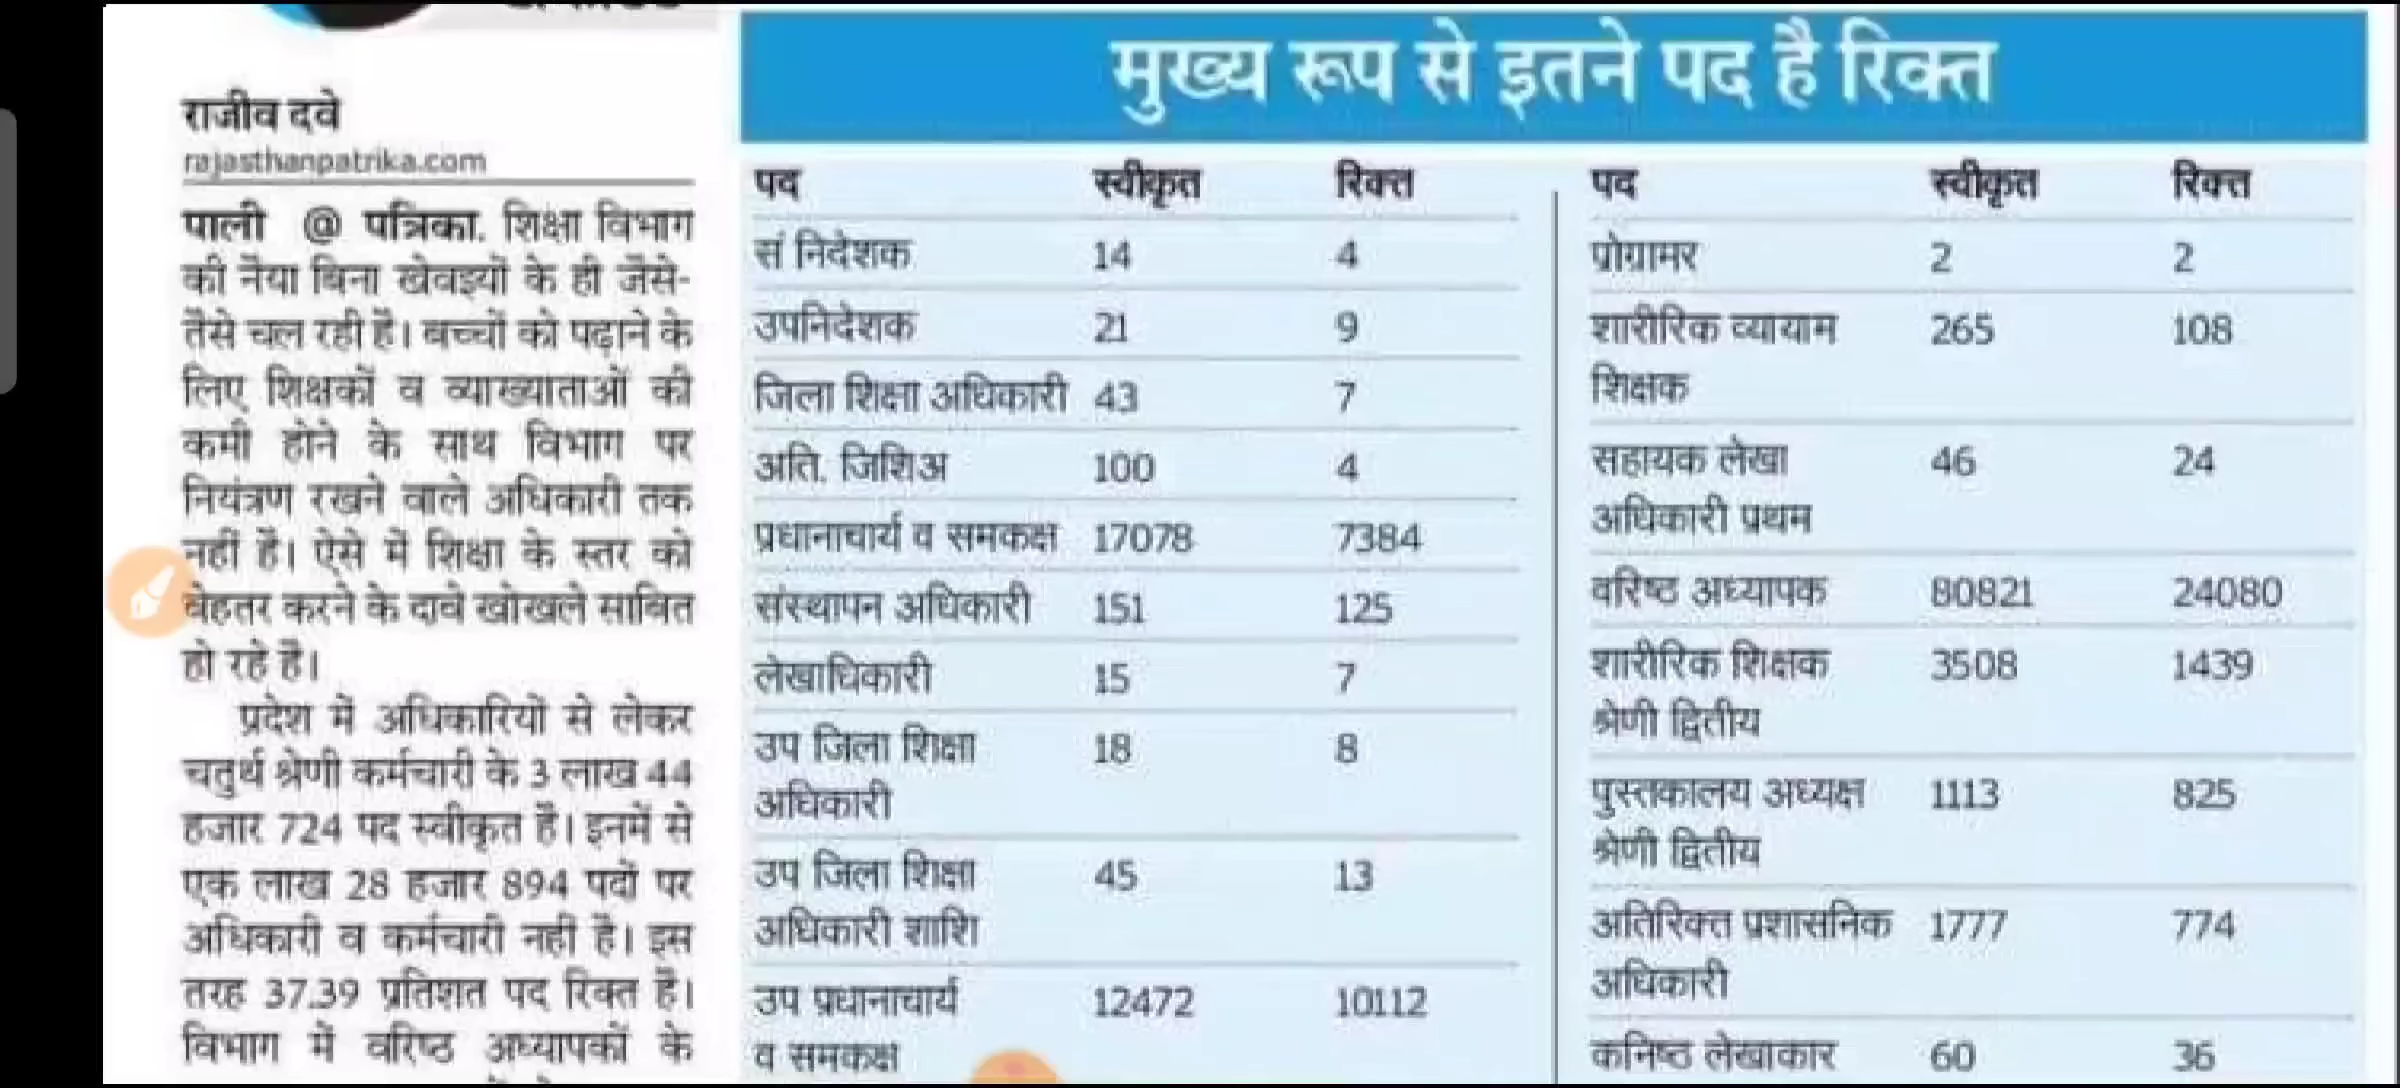 राजीव दवे
rajasthanpatrika.com
पाली @ पत्रिका. शिक्षा विभाग
की नैया बिना खेवइयों के ही जैसे-
तैसे चल रही है। बच्चों को पढ़ाने के
लिए शिक्षकों व व्याख्याताओं की
कमी होने के साथ विभाग पर
नियंत्रण रखने वाले अधिकारी तक
नहीं है। ऐसे में शिक्षा के स्तर को
बेहतर करने के दावे खोखले साबित
हो रहे है।
प्रदेश में अधिकारियों से लेकर
चतुर्थ श्रेणी कर्मचारी के 3 लाख 44
हजार 724 पद स्वीकृत है। इनमें से
एक लाख 28 हजार 894 पदों पर
अधिकारी व कर्मचारी नहीं है। इस
तरह 37.39 प्रतिशत पद रिक्त है।
विभाग में वरिष्ठ अध्यापकों के
मुख्य रूप से इतने पद है रिक्त
पद स्वीकृत रिक्त
सं निदेशक 14 4
उपनिदेशक 21 9
जिला शिक्षा अधिकारी 43 7
अति. जिशिअ 100 4
प्रधानाचार्य व समकक्ष 17078 7384
संस्थापन अधिकारी 151 125
लेखाधिकारी 15 7
उप जिला शिक्षा 18 8
अधिकारी
उप जिला शिक्षा 45 13
अधिकारी शाशि
उप प्रधानाचार्य 12472 10112
व समकक्ष
पद स्वीकृत रिक्त
प्रोग्रामर 2 2
शारीरिक व्यायाम 265 108
शिक्षक
सहायक लेखा 46 24
अधिकारी प्रथम
वरिष्ठ अध्यापक 80821 24080
शारीरिक शिक्षक 3508 1439
श्रेणी द्वितीय
पुस्तकालय अध्यक्ष 1113 825
श्रेणी द्वितीय
अतिरिक्त प्रशासनिक 1777 774
अधिकारी
कनिष्ठ लेखाकार 60 36